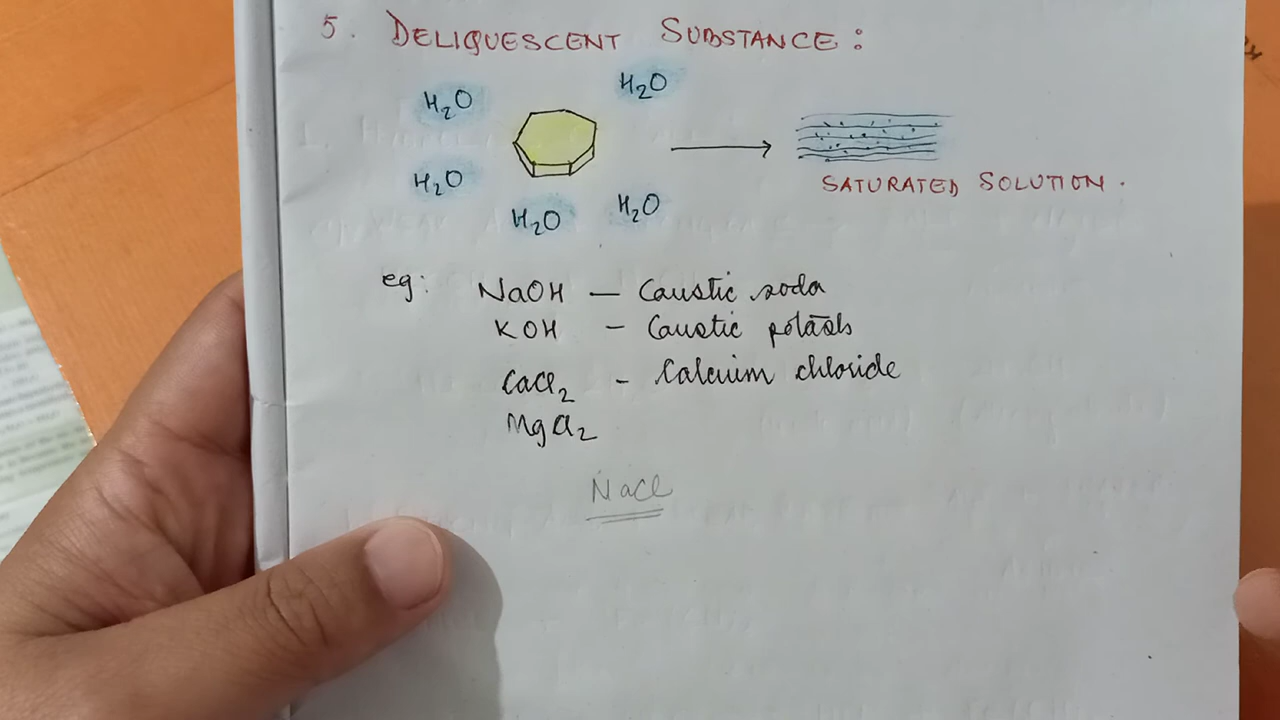 5. DELIQUESCENT SUBSTANCE:
H2O H2O
SATURATED SOLUTION.
H2O H2O H2O
eg: NaOH — Caustic soda
KOH – Caustic potash
CaCl2 – Calcium chloride
MgCl2
NaCl